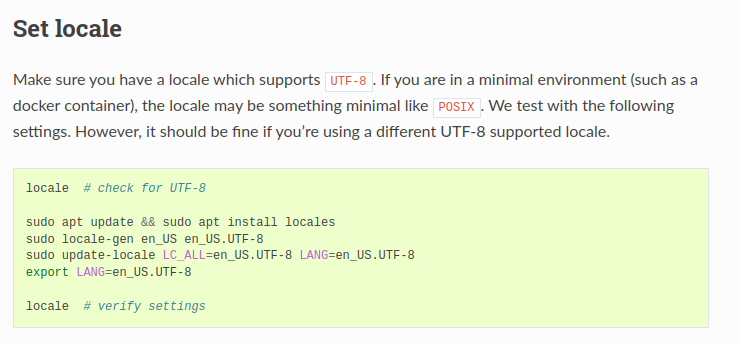 Set locale
Make sure you have a locale which supports UTF-8. If you are in a minimal environment (such as a
docker container), the locale may be something minimal like POSIX. We test with the following
settings. However, it should be fine if you’re using a different UTF-8 supported locale.
locale  # check for UTF-8
sudo apt update && sudo apt install locales
sudo locale-gen en_US en_US.UTF-8
sudo update-locale LC_ALL=en_US.UTF-8 LANG=en_US.UTF-8
export LANG=en_US.UTF-8
locale  # verify settings